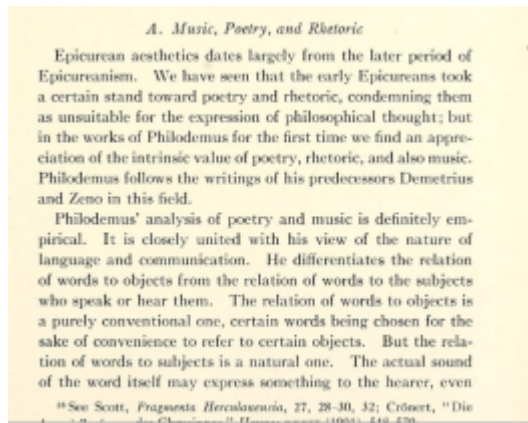 A. Music, Poetry, and Rhetoric
Epicurean aesthetics dates largely from the later period of
Epicureanism. We have seen that the early Epicureans took
a certain stand toward poetry and rhetoric, condemning them
as unsuitable for the expression of philosophical thought; but
in the works of Philodemus for the first time we find an appre-
ciation of the intrinsic value of poetry, rhetoric, and also music.
Philodemus follows the writings of his predecessors Demetrius
and Zeno in this field.
Philodemus' analysis of poetry and music is definitely em-
pirical. It is closely united with his view of the nature of
language and communication. He differentiates the relation
of words to objects from the relation of words to the subjects
who speak or hear them. The relation of words to objects is
a purely conventional one, certain words being chosen for the
sake of convenience to refer to certain objects. But the rela-
tion of words to subjects is a natural one. The actual sound
of the word itself may express something to the hearer, even
See Scott, Fragmenta Herculanensia, 27, 28-30, 32; Crönert, "Die